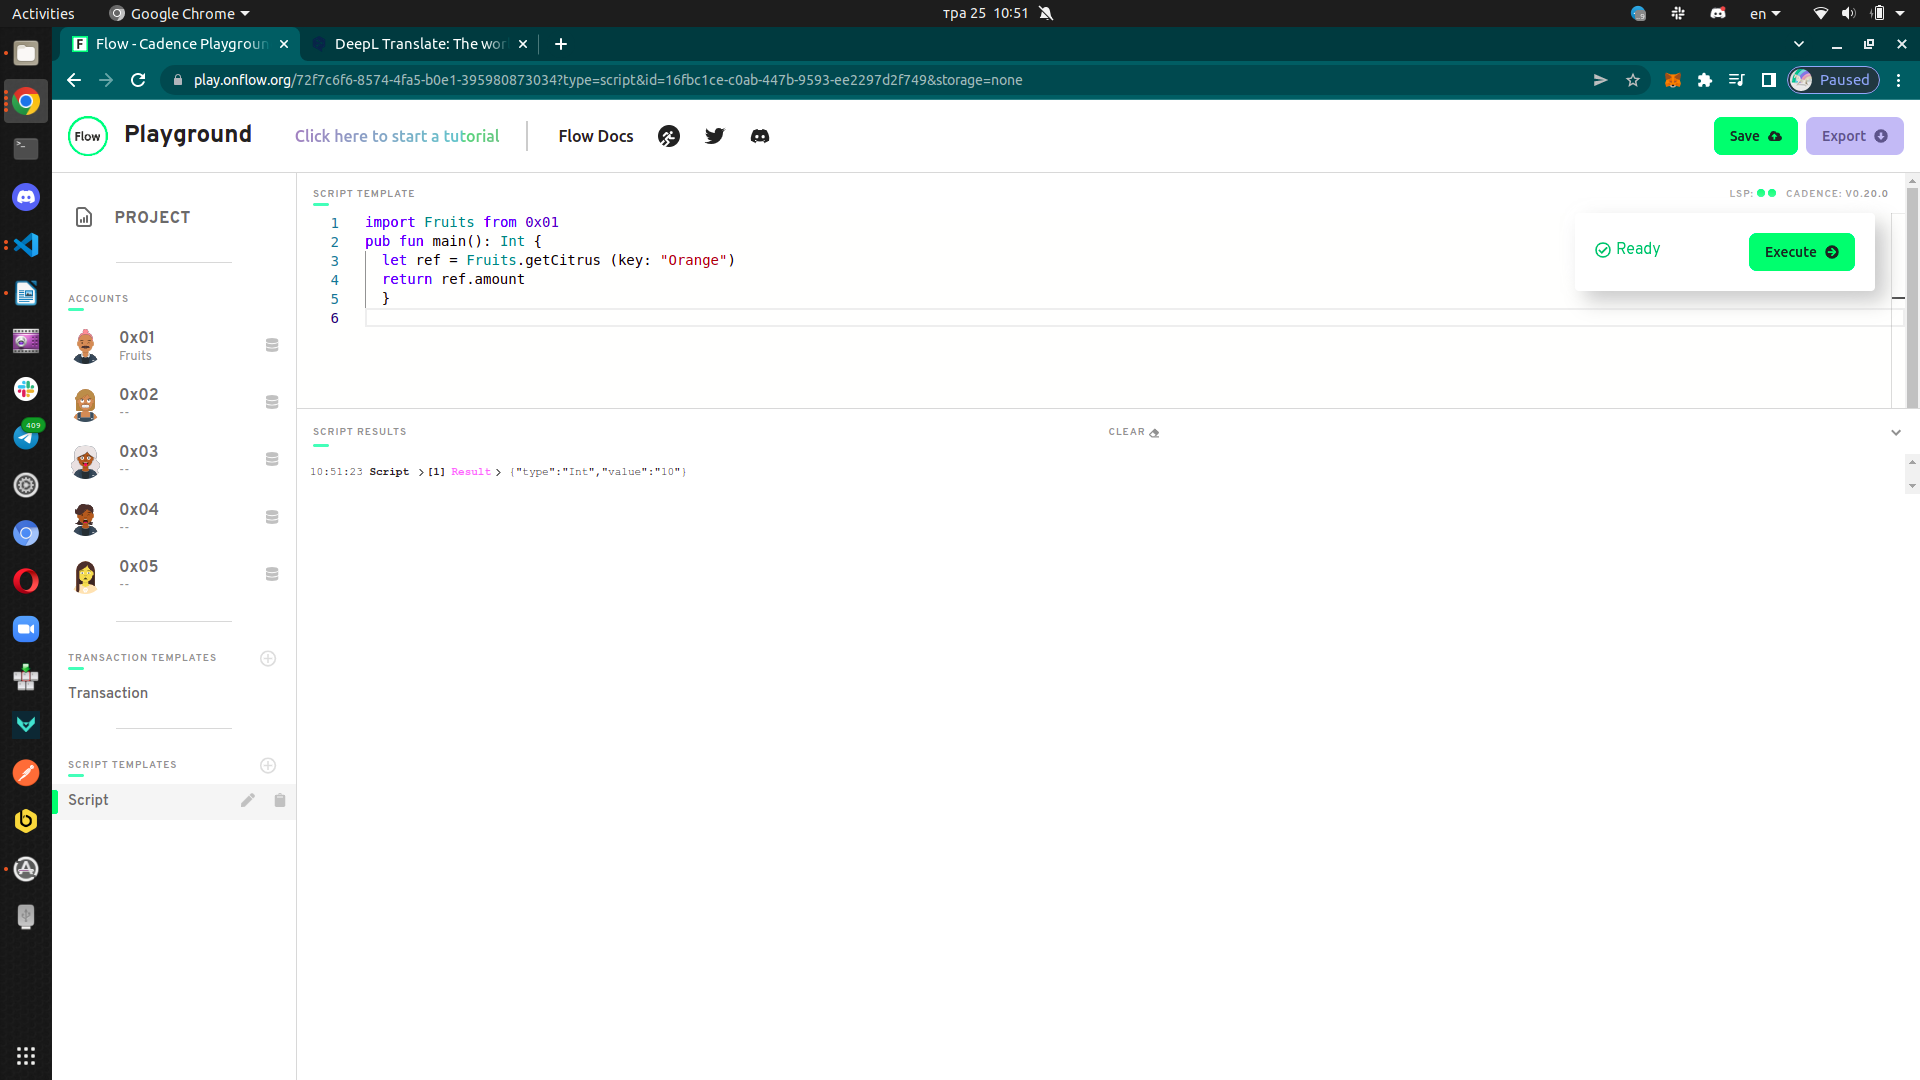 Activities
Google Chrome
тра 25 10:51
en
Flow - Cadence Playgroun
DeepL Translate: The wor
play.onflow.org/72f7c6f6-8574-4fa5-b0e1-395980873034?type=script&id=16fbc1ce-c0ab-447b-9593-ee2297d2f749&storage=none
Paused
Flow
Playground
Click here to start a tutorial
Flow Docs
Save
Export
PROJECT
ACCOUNTS
0x01
Fruits
0x02
--
0x03
--
0x04
--
0x05
--
TRANSACTION TEMPLATES
Transaction
SCRIPT TEMPLATES
Script
SCRIPT TEMPLATE
LSP:
CADENCE: V0.20.0
1 import Fruits from 0x01
2 pub fun main(): Int {
3 let ref = Fruits.getCitrus (key: "Orange")
4 return ref.amount
5 }
6
Ready
Execute
SCRIPT RESULTS
CLEAR
10:51:23 Script >[1] Result > {"type":"Int","value":"10"}
409